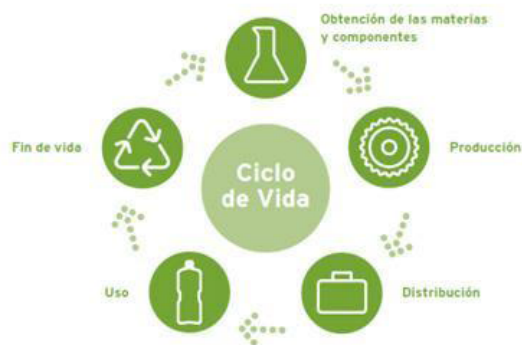 Obtención de las materias
y componentes
Producción
Distribución
Uso
Fin de vida
Ciclo
de Vida